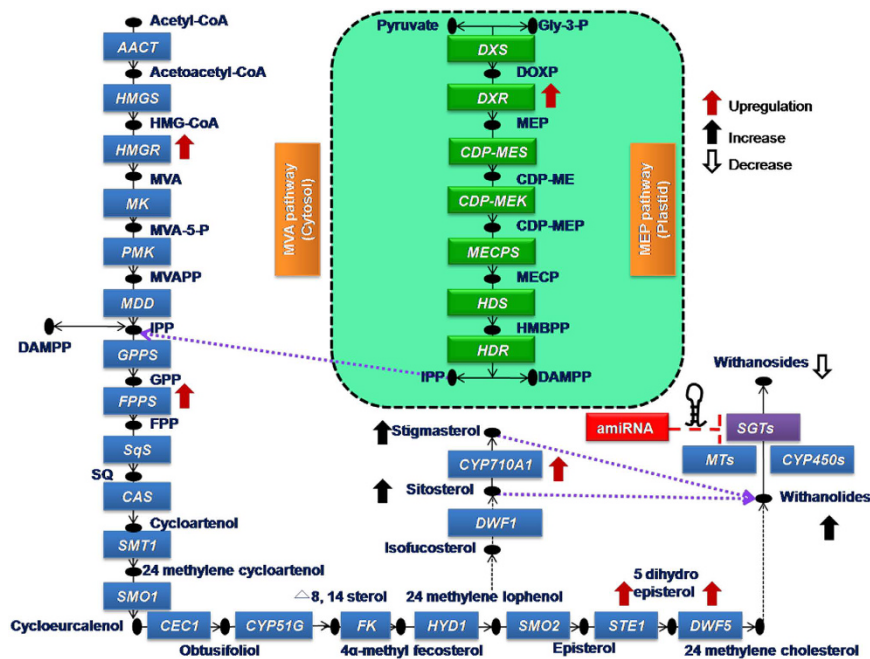 Acetyl-CoA
AACT
Acetoacetyl-CoA
HMGS
HMG-CoA
HMGR
MVA
MK
MVA-5-P
PMK
MVAPP
MDD
IPP
DAMPP
GPPS
GPP
FPPS
FPP
SqS
SQ
CAS
Cycloartenol
SMT1
24 methylene cycloartenol
SMO1
Cycloeurcalenol
MVA pathway
(Cytosol)
Pyruvate
Gly-3-P
DXS
DOXP
DXR
MEP
CDP-MES
CDP-ME
CDP-MEK
CDP-MEP
MECPS
MECP
HDS
HMBPP
HDR
IPP
DAMPP
MEP pathway
(Plastid)
Upregulation
Increase
Decrease
Withanosides
amiRNA
SGTs
MTs
CYP450s
Withanolides
Stigmasterol
CYP710A1
Sitosterol
DWF1
Isofucosterol
△8, 14 sterol
24 methylene lophenol
5 dihydro
episterol
CEC1
CYP51G
FK
HYD1
SMO2
STE1
DWF5
Obtusifoliol
4α-methyl fecosterol
Episterol
24 methylene cholesterol